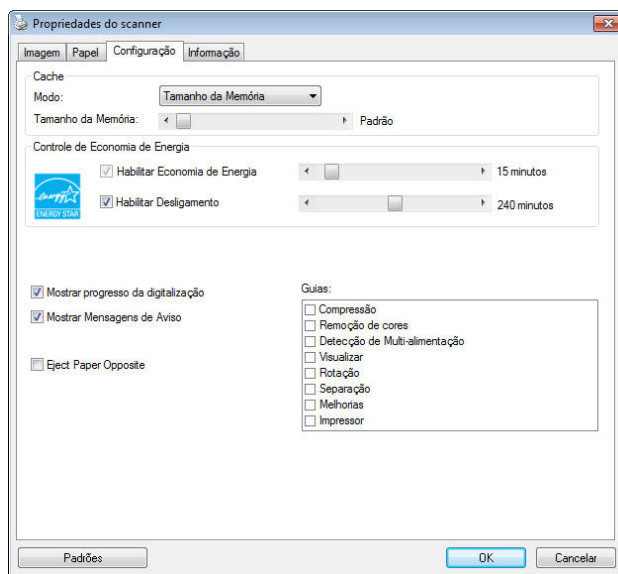 Propriedades do scanner
Imagem Papel Configuração Informação
Cache
Modo: Tamanho da Memória
Tamanho da Memória: Padrão
Controle de Economia de Energia
Habilitar Economia de Energia 15 minutos
energy
ENERGY STAR
Habilitar Desligamento 240 minutos
Mostrar progresso da digitalização
Mostrar Mensagens de Aviso
Eject Paper Opposite
Guias:
Compressão
Remoção de cores
Detecção de Multi-alimentação
Visualizar
Rotação
Separação
Melhorias
Impressor
Padrões OK Cancelar